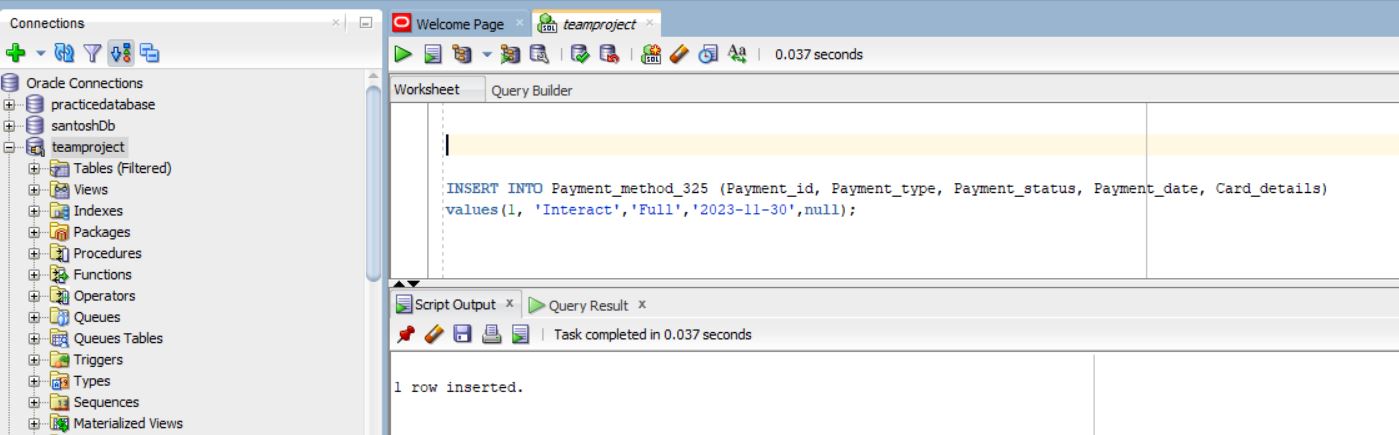 Connections
Oracle Connections
practicedatabase
santoshDb
teamproject
Tables (Filtered)
Views
Indexes
Packages
Procedures
Functions
Operators
Queues
Queues Tables
Triggers
Types
Sequences
Materialized Views
Welcome Page
SQL teamproject
SQL
Aa
0.037 seconds
Worksheet
Query Builder
INSERT INTO Payment_method_325 (Payment_id, Payment_type, Payment_status, Payment_date, Card_details)
values(1, 'Interact','Full','2023-11-30',null);
Script Output x
Query Result x
Task completed in 0.037 seconds
1 row inserted.